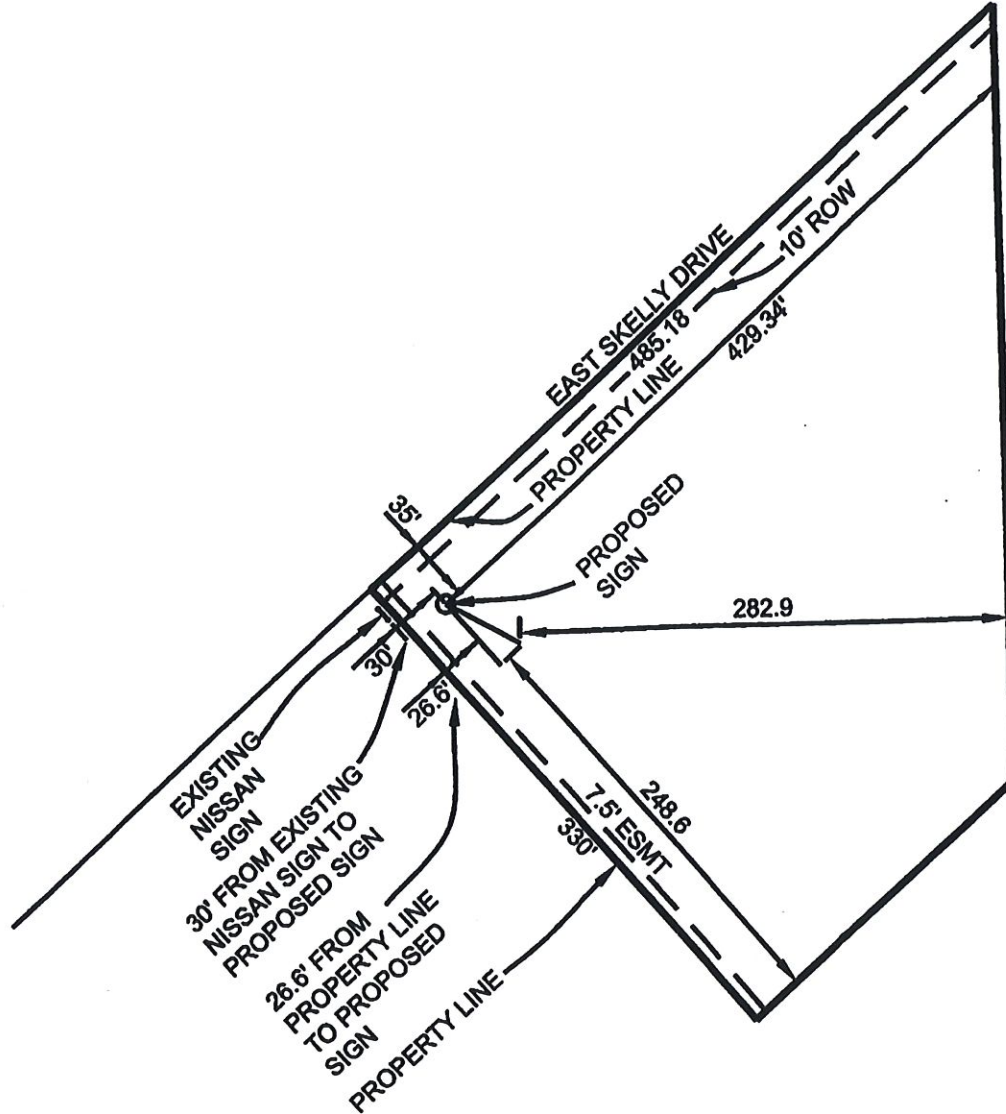 EAST SKELLY DRIVE
10' ROW
485.18
429.34'
PROPERTY LINE
35'
PROPOSED
SIGN
282.9
30'
26.6'
EXISTING
NISSAN
SIGN
30' FROM EXISTING
NISSAN SIGN TO
PROPOSED SIGN
26.6' FROM
PROPERTY LINE
TO PROPOSED
SIGN
PROPERTY LINE
7.5' ESMT
330'
248.6